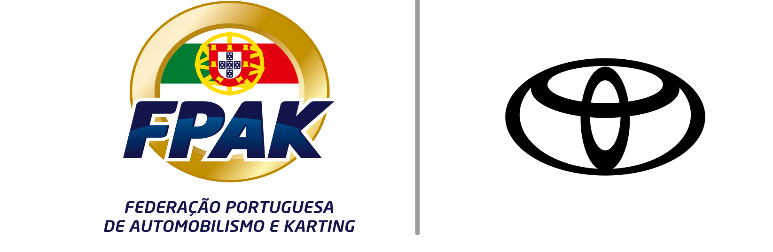 FPAK
FEDERAÇÃO PORTUGUESA
DE AUTOMOBILISMO E KARTING